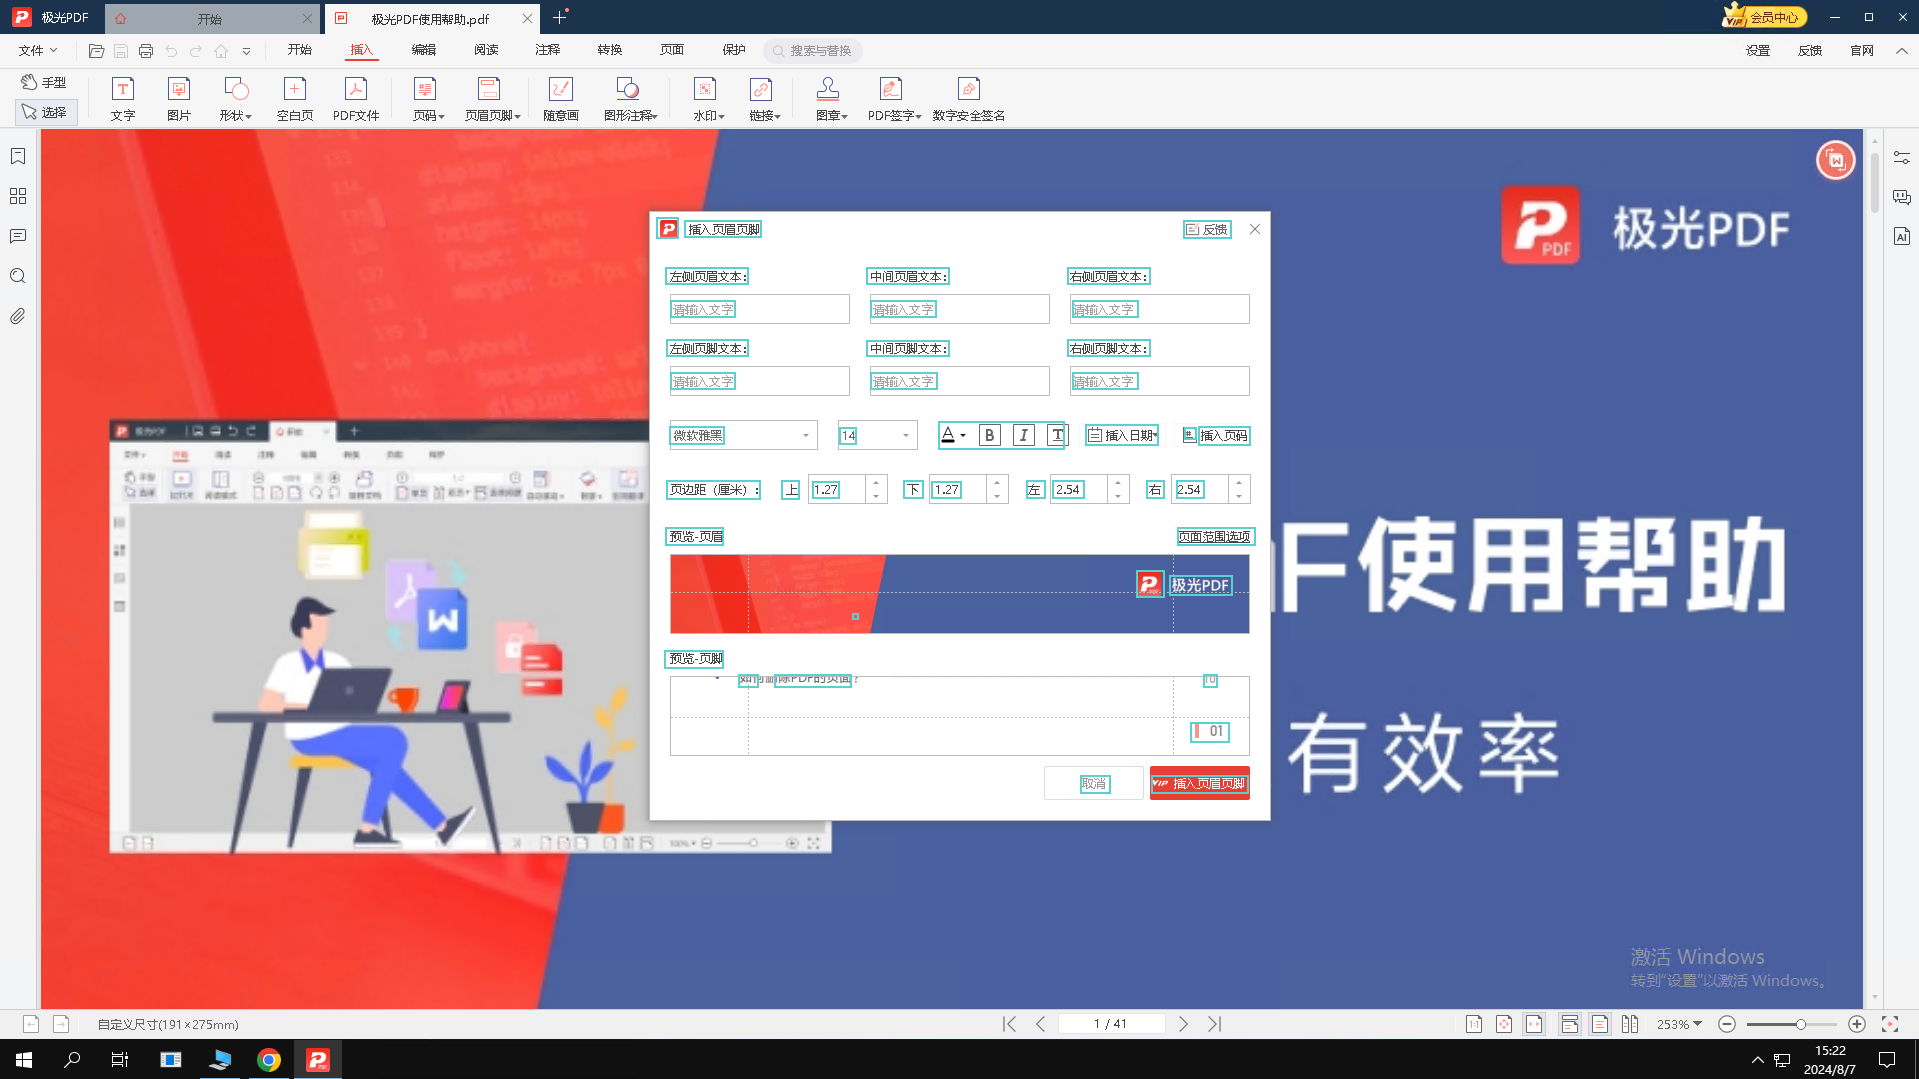 极光PDF
开始
极光PDF使用帮助.pdf
会员中心
文件
开始
插入
编辑
阅读
注释
转换
页面
保护
搜索与替换
设置
反馈
官网
手型
选择
文字
图片
形状
空白页
PDF文件
页码
页眉页脚
随意画
图形注释
水印
链接
图章
PDF签字
数字安全签名
极光PDF
插入页眉页脚
反馈
左侧页眉文本:
中间页眉文本:
右侧页眉文本:
请输入文字
请输入文字
请输入文字
左侧页脚文本:
中间页脚文本:
右侧页脚文本:
请输入文字
请输入文字
请输入文字
微软雅黑
14
插入日期
插入页码
页边距（厘米）:
上
1.27
下
1.27
左
2.54
右
2.54
预览-页眉
页面范围选项
极光PDF
预览-页脚
如何删除PDF的页面?
10
01
取消
VIP 插入页眉页脚
F使用帮助
有效率
激活 Windows
转到“设置”以激活 Windows。
自定义尺寸(191×275mm)
1 / 41
253%
15:22
2024/8/7